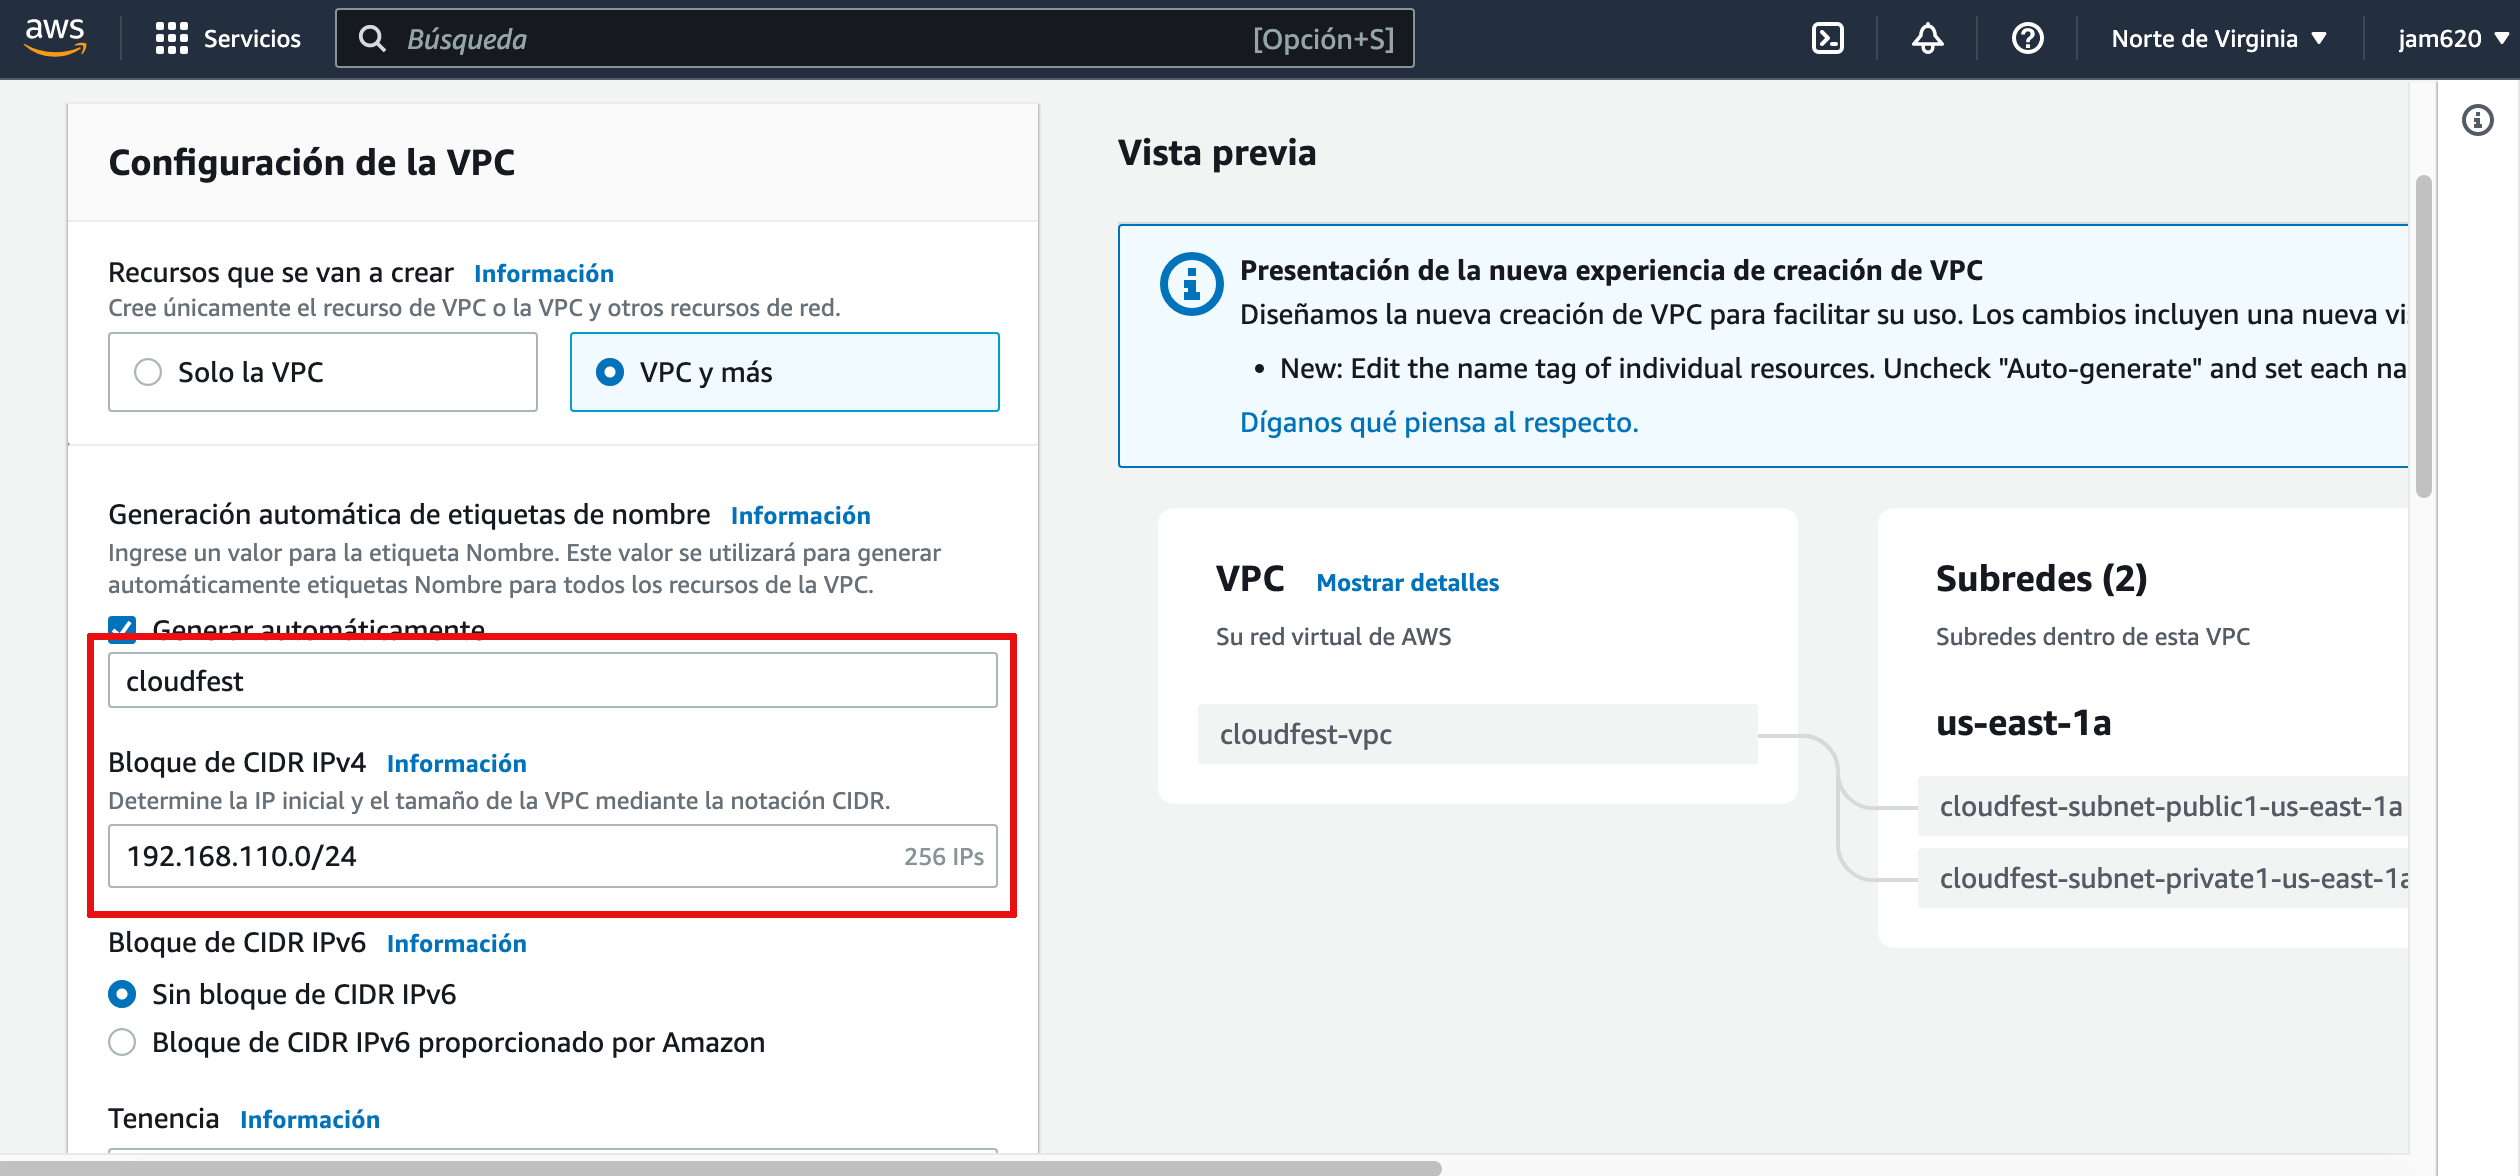 aws
Servicios
Búsqueda
[Opción+S]
Norte de Virginia
jam620
Configuración de la VPC
Recursos que se van a crear Información
Cree únicamente el recurso de VPC o la VPC y otros recursos de red.
Solo la VPC
VPC y más
Generación automática de etiquetas de nombre Información
Ingrese un valor para la etiqueta Nombre. Este valor se utilizará para generar
automáticamente etiquetas Nombre para todos los recursos de la VPC.
Generar automáticamente
cloudfest
Bloque de CIDR IPv4 Información
Determine la IP inicial y el tamaño de la VPC mediante la notación CIDR.
192.168.110.0/24 256 IPs
Bloque de CIDR IPv6 Información
Sin bloque de CIDR IPv6
Bloque de CIDR IPv6 proporcionado por Amazon
Tenencia Información
Vista previa
Presentación de la nueva experiencia de creación de VPC
Diseñamos la nueva creación de VPC para facilitar su uso. Los cambios incluyen una nueva vi
New: Edit the name tag of individual resources. Uncheck "Auto-generate" and set each na
Díganos qué piensa al respecto.
VPC Mostrar detalles
Su red virtual de AWS
cloudfest-vpc
Subredes (2)
Subredes dentro de esta VPC
us-east-1a
cloudfest-subnet-public1-us-east-1a
cloudfest-subnet-private1-us-east-1a